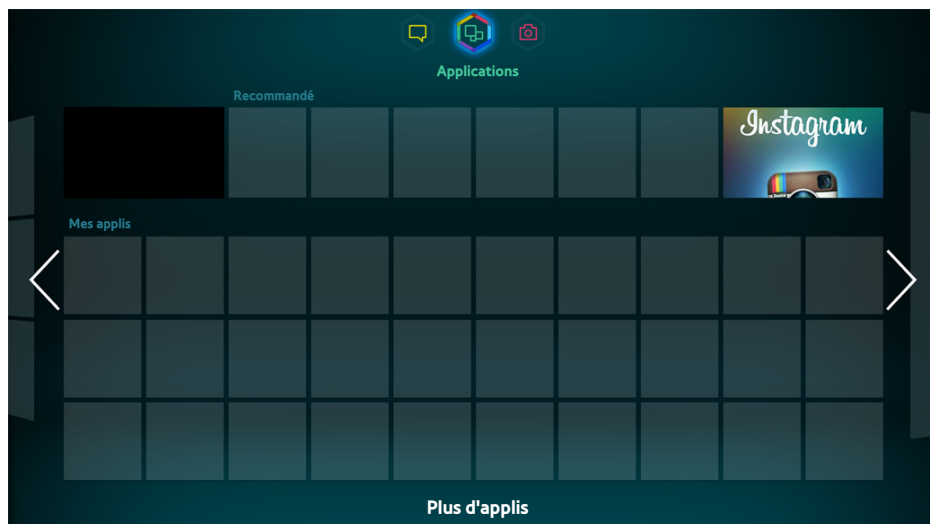 Applications
Recommandé
Instagram
Mes applis
Plus d'applis